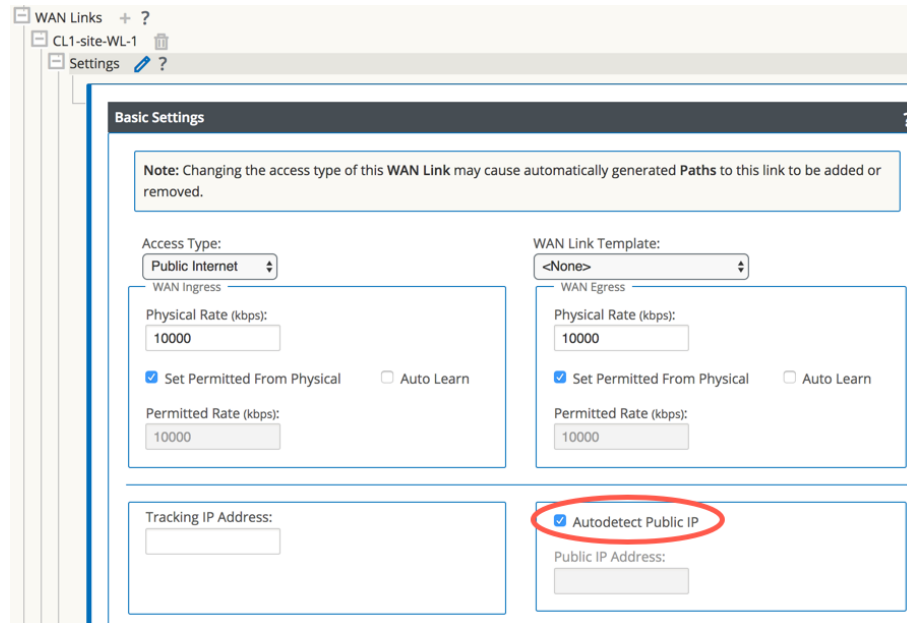 WAN Links + ?
CL1-site-WL-1
Settings ?
Basic Settings ?
Note: Changing the access type of this WAN Link may cause automatically generated Paths to this link to be added or
removed.
Access Type:
Public Internet
WAN Link Template:
<None>
WAN Ingress
Physical Rate (kbps):
10000
Set Permitted From Physical
Auto Learn
Permitted Rate (kbps):
10000
WAN Egress
Physical Rate (kbps):
10000
Set Permitted From Physical
Auto Learn
Permitted Rate (kbps):
10000
Tracking IP Address:
Autodetect Public IP
Public IP Address: